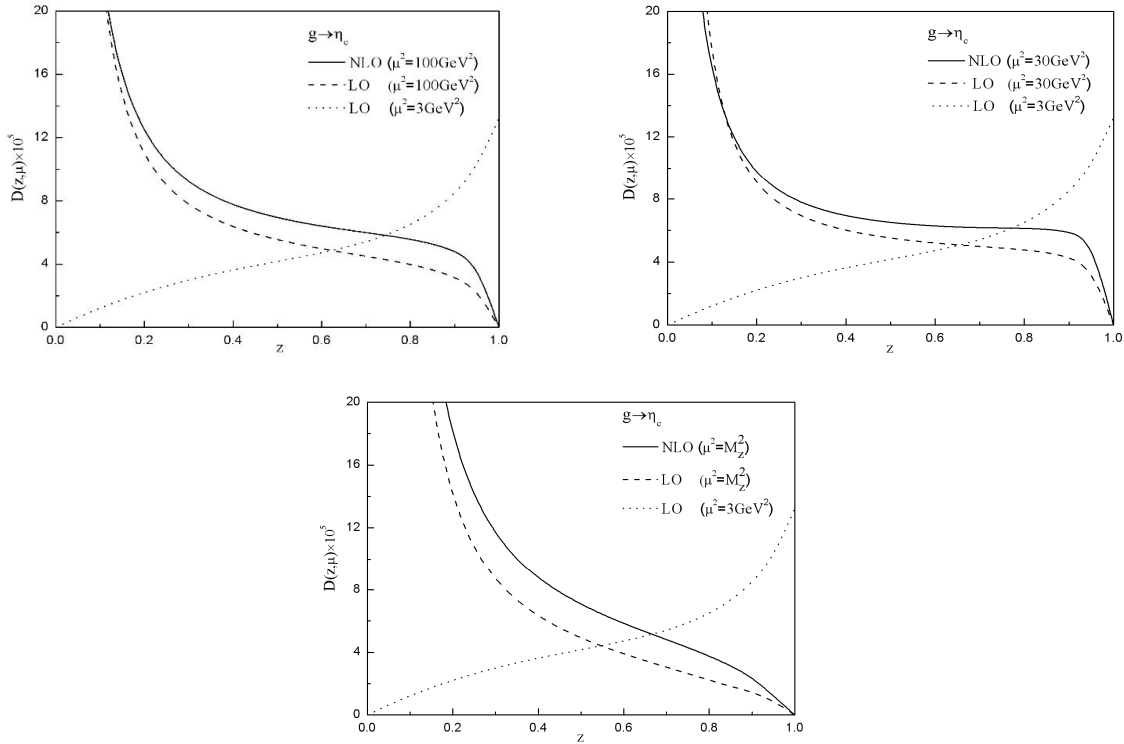 g→η_c
NLO (μ²=100GeV²)
LO (μ²=100GeV²)
LO (μ²=3GeV²)
D(z,μ)×10⁵
20
16
12
8
4
0
0.0 0.2 0.4 0.6 0.8 1.0
z
g→η_c
NLO (μ²=30GeV²)
LO (μ²=30GeV²)
LO (μ²=3GeV²)
D(z,μ)×10⁵
20
16
12
8
4
0
0.0 0.2 0.4 0.6 0.8 1.0
z
g→η_c
NLO (μ²=M_Z²)
LO (μ²=M_Z²)
LO (μ²=3GeV²)
D(z,μ)×10⁵
20
16
12
8
4
0
0.0 0.2 0.4 0.6 0.8 1.0
z